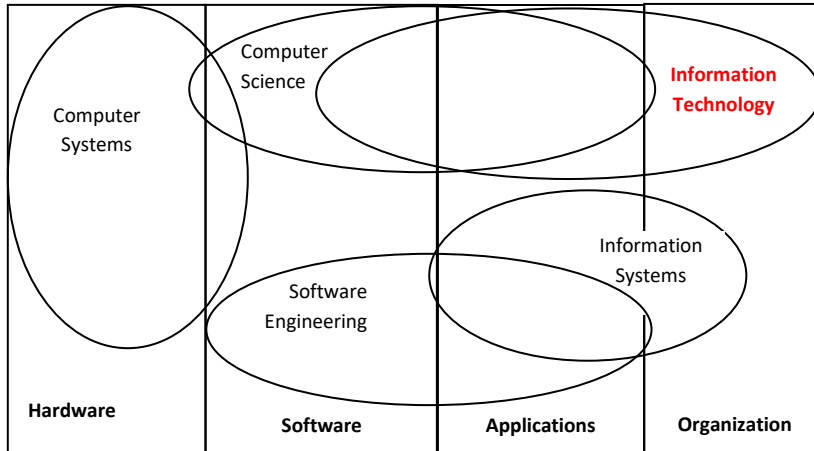 Computer
Science
Information
Technology
Computer
Systems
Information
Systems
Software
Engineering
Hardware
Software
Applications
Organization